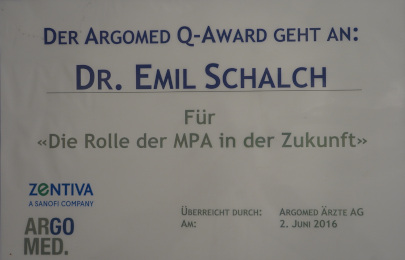 DER ARGOMED Q-AWARD GEHT AN:
DR. EMIL SCHALCH
Für
«Die Rolle der MPA in der Zukunft»
ZENTIVA
A SANOFI COMPANY
ARGO
MED.
ÜBERREICHT DURCH: ARGOMED ÄRZTE AG
AM: 2. JUNI 2016